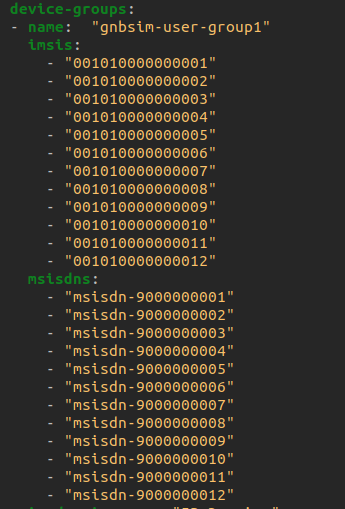 device-groups:
- name:  "gnbsim-user-group1"
imsis:
- "001010000000001"
- "001010000000002"
- "001010000000003"
- "001010000000004"
- "001010000000005"
- "001010000000006"
- "001010000000007"
- "001010000000008"
- "001010000000009"
- "001010000000010"
- "001010000000011"
- "001010000000012"
msisdns:
- "msisdn-9000000001"
- "msisdn-9000000002"
- "msisdn-9000000003"
- "msisdn-9000000004"
- "msisdn-9000000005"
- "msisdn-9000000006"
- "msisdn-9000000007"
- "msisdn-9000000008"
- "msisdn-9000000009"
- "msisdn-9000000010"
- "msisdn-9000000011"
- "msisdn-9000000012"